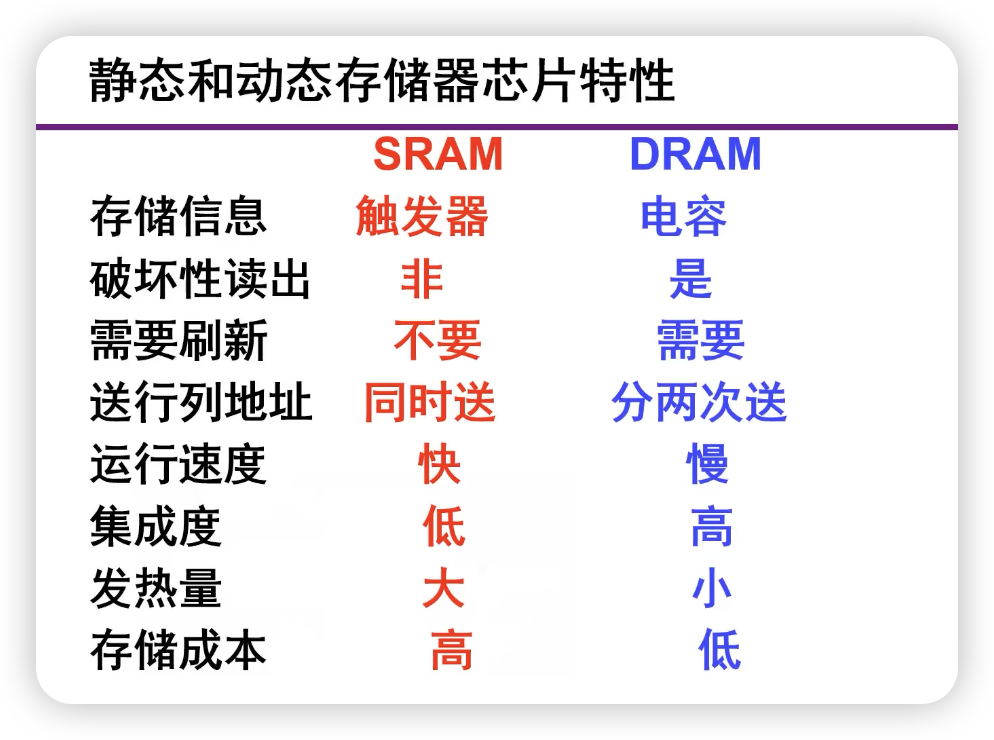 静态和动态存储器芯片特性
SRAM DRAM
存储信息 触发器 电容
破坏性读出 非 是
需要刷新 不要 需要
送行列地址 同时送 分两次送
运行速度 快 慢
集成度 低 高
发热量 大 小
存储成本 高 低